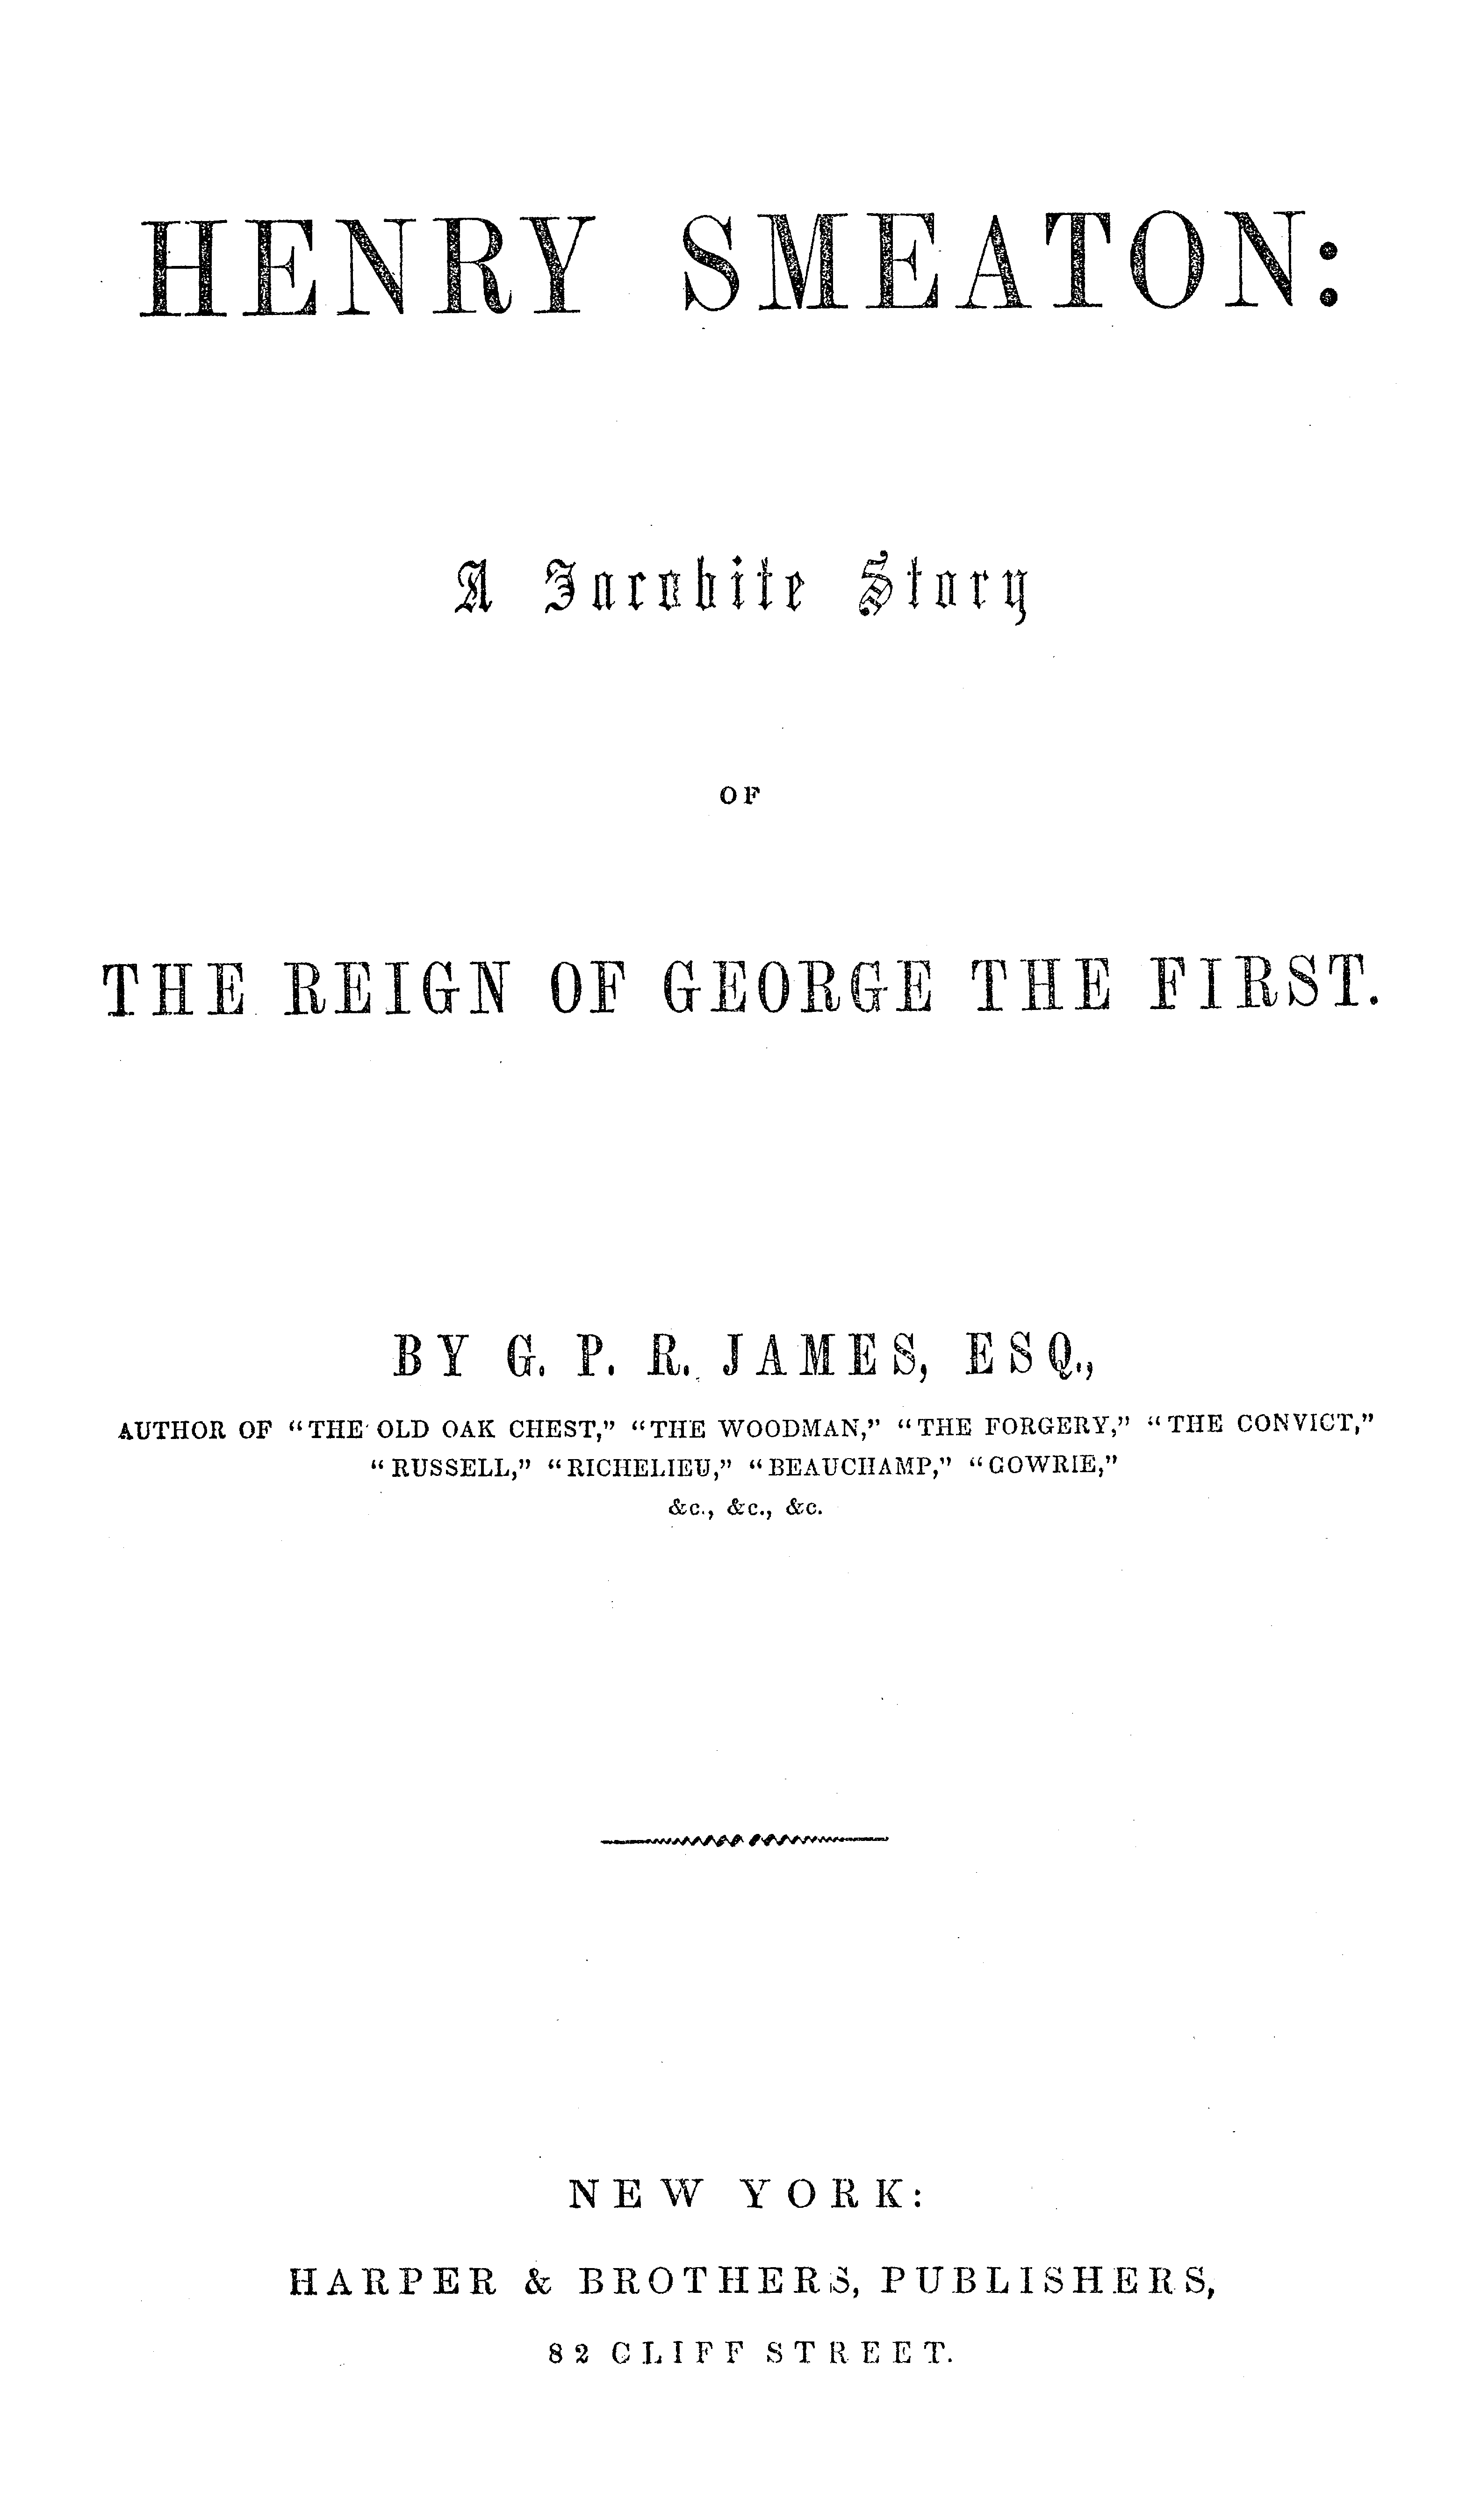 HENRY SMEATON:
A Jacobite Story
OF
THE REIGN OF GEORGE THE FIRST.
BY G. P. R. JAMES, ESQ.,
AUTHOR OF "THE OLD OAK CHEST," "THE WOODMAN," "THE FORGERY," "THE CONVICT,"
"RUSSELL," "RICHELIEU," "BEAUCHAMP," "GOWRIE,"
&c., &c., &c.
NEW YORK:
HARPER & BROTHERS, PUBLISHERS,
82 CLIFF STREET.